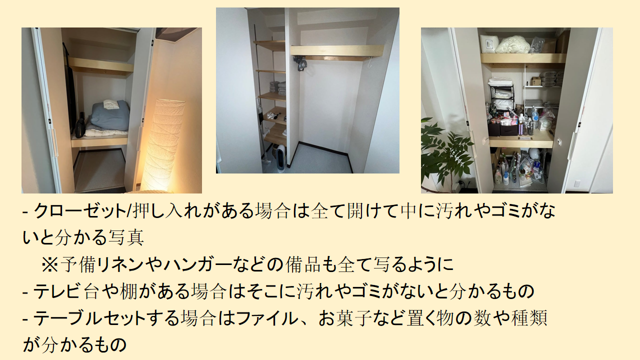 - クローゼット/押し入れがある場合は全て開けて中に汚れやゴミがな
いと分かる写真
※予備リネンやハンガーなどの備品も全て写るように
- テレビ台や棚がある場合はそこに汚れやゴミがないと分かるもの
- テーブルセットする場合はファイル、お菓子など置く物の数や種類
が分かるもの